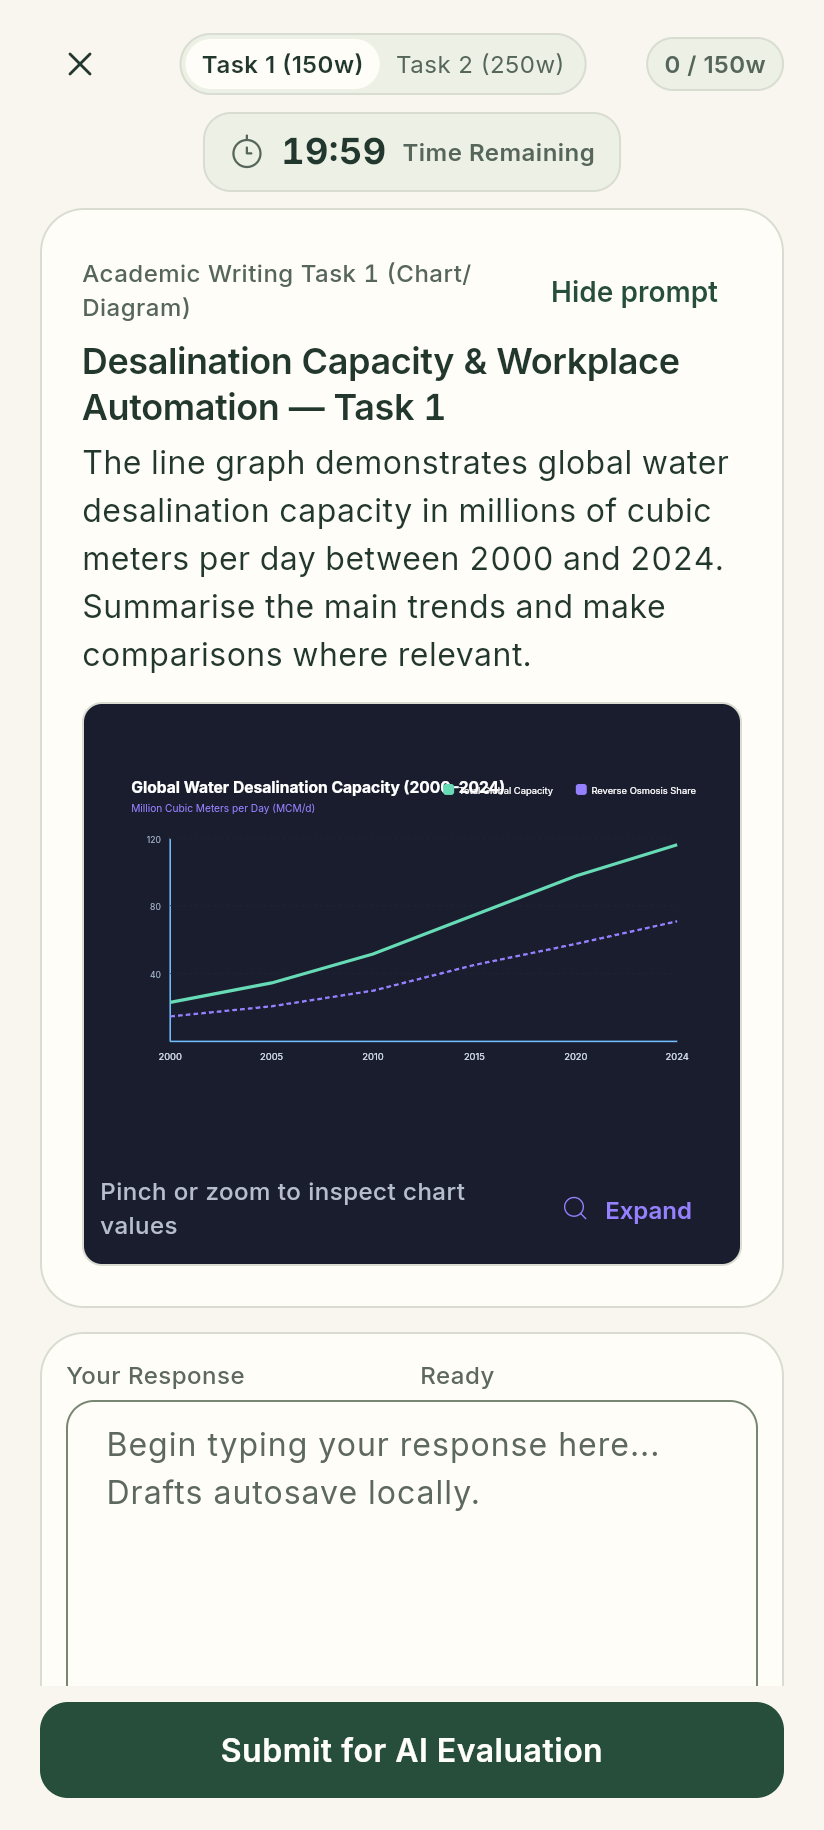 Task 1 (150w)
Task 2 (250w)
0 / 150w
19:59 Time Remaining
Academic Writing Task 1 (Chart/
Diagram)
Hide prompt
Desalination Capacity & Workplace
Automation — Task 1
The line graph demonstrates global water
desalination capacity in millions of cubic
meters per day between 2000 and 2024.
Summarise the main trends and make
comparisons where relevant.
Global Water Desalination Capacity (2000–2024)
Total Global Capacity
Reverse Osmosis Share
Million Cubic Meters per Day (MCM/d)
120
80
40
2000 2005 2010 2015 2020 2024
Pinch or zoom to inspect chart
values
Expand
Your Response
Ready
Begin typing your response here...
Drafts autosave locally.
Submit for AI Evaluation